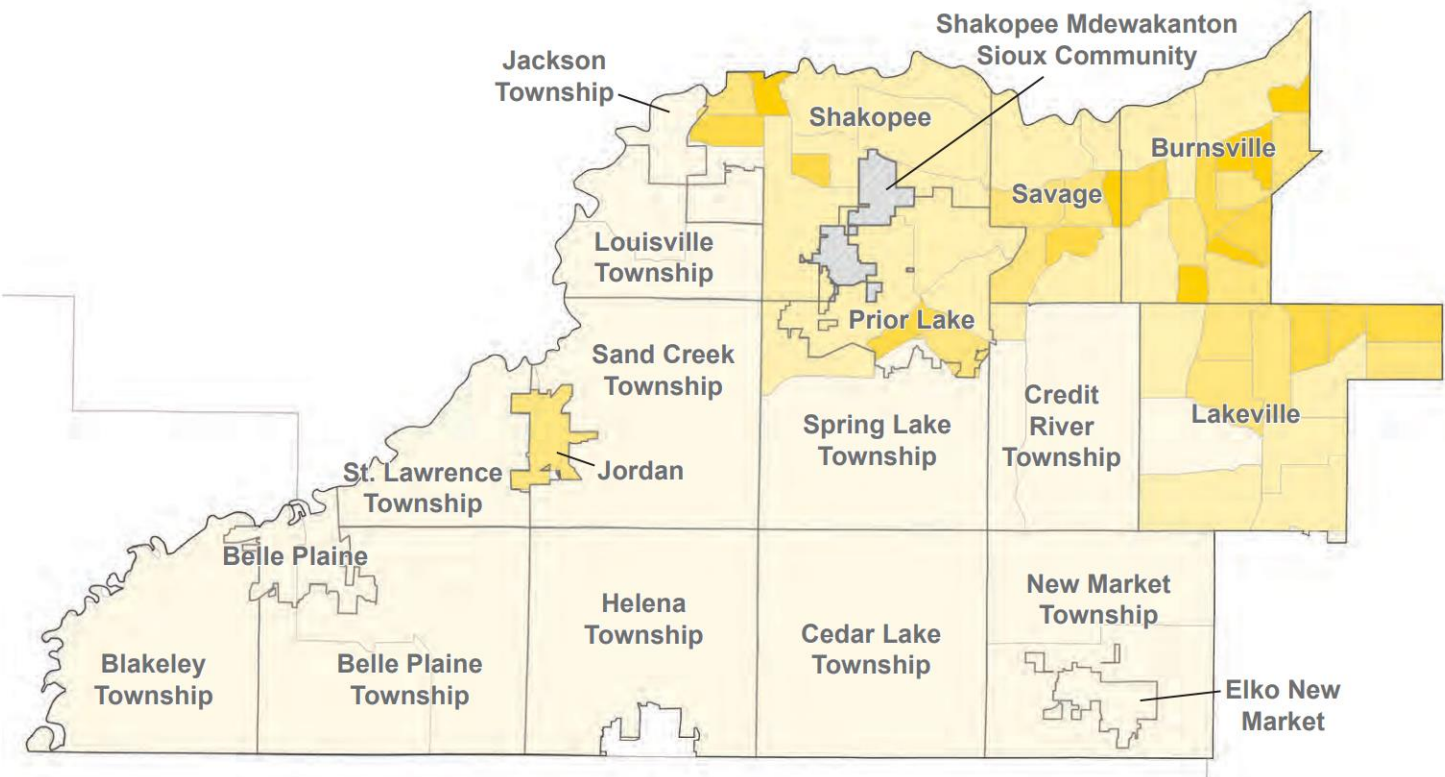 Shakopee Mdewakanton
Sioux Community
Jackson
Township
Shakopee
Burnsville
Savage
Louisville
Township
Prior Lake
Sand Creek
Township
Credit
River
Township
Lakeville
Spring Lake
Township
St. Lawrence
Township
Jordan
Belle Plaine
New Market
Township
Helena
Township
Cedar Lake
Township
Blakeley
Township
Belle Plaine
Township
Elko New
Market